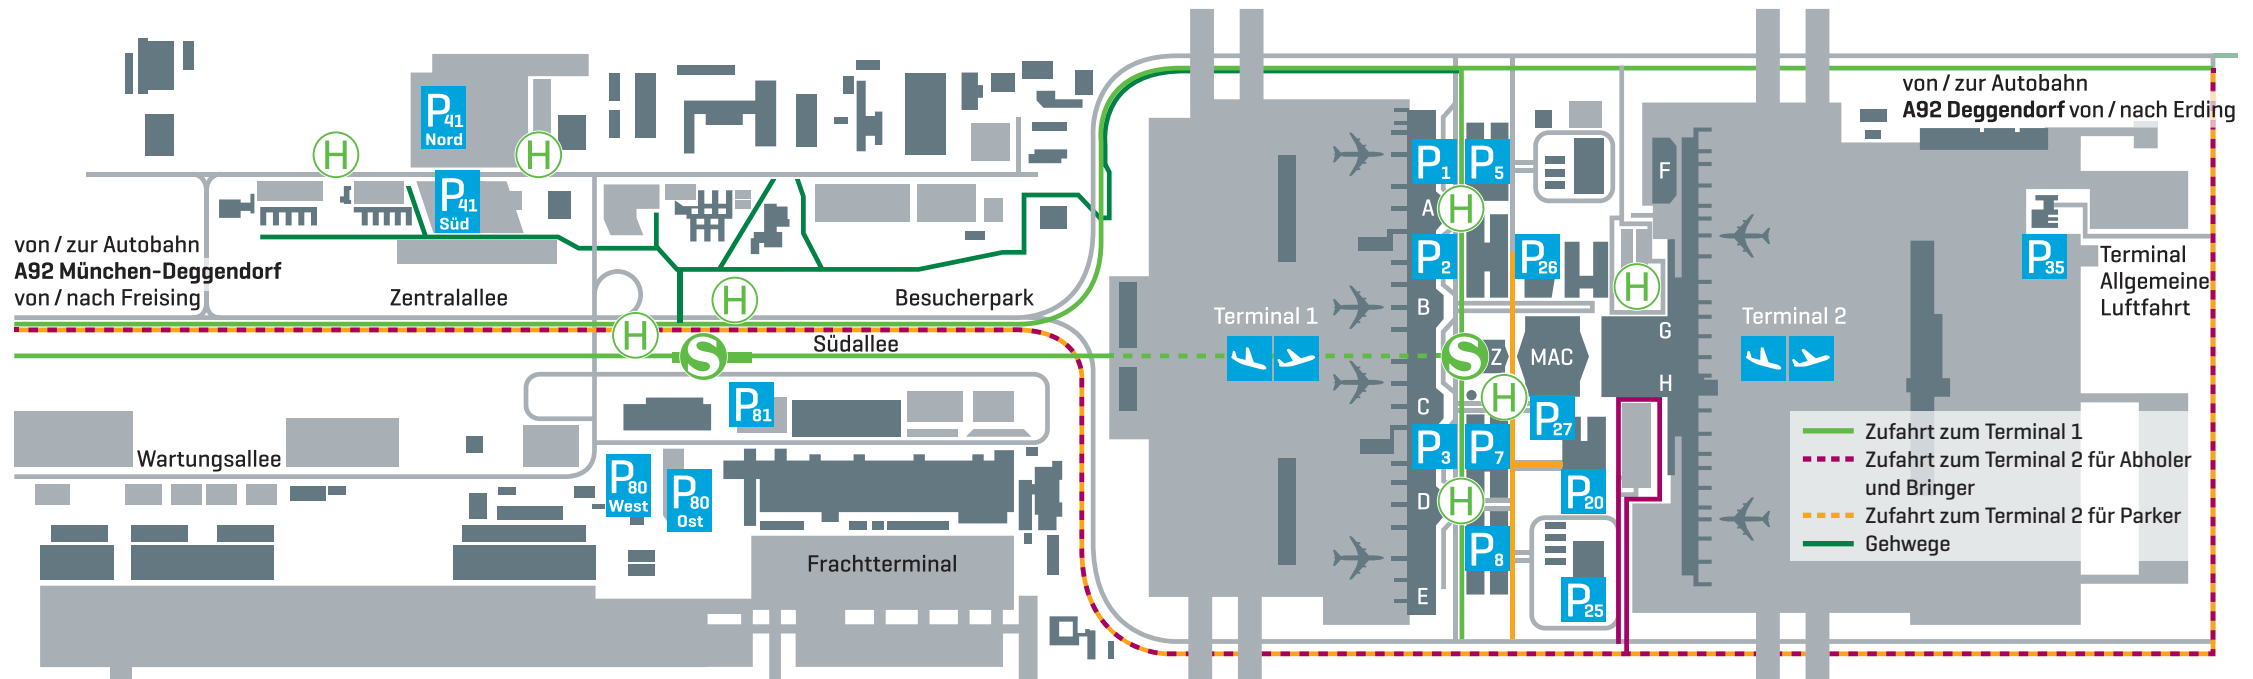 von / zur Autobahn
A92 Deggendorf von / nach Erding
P41
Nord
H
H
P41
Süd
P1
P5
F
A
H
von / zur Autobahn
A92 München-Deggendorf
von / nach Freising
P2
P26
P35
Terminal
Allgemeine
Luftfahrt
Zentralallee
H
Besucherpark
B
H
Terminal 1
Terminal 2
H
G
S
Südallee
S
Z
MAC
H
P81
C
H
P27
Wartungsallee
P3
P7
P80
West
P80
Ost
D
H
P20
Zufahrt zum Terminal 1
Zufahrt zum Terminal 2 für Abholer
und Bringer
Zufahrt zum Terminal 2 für Parker
Gehwege
Frachtterminal
P8
E
P25